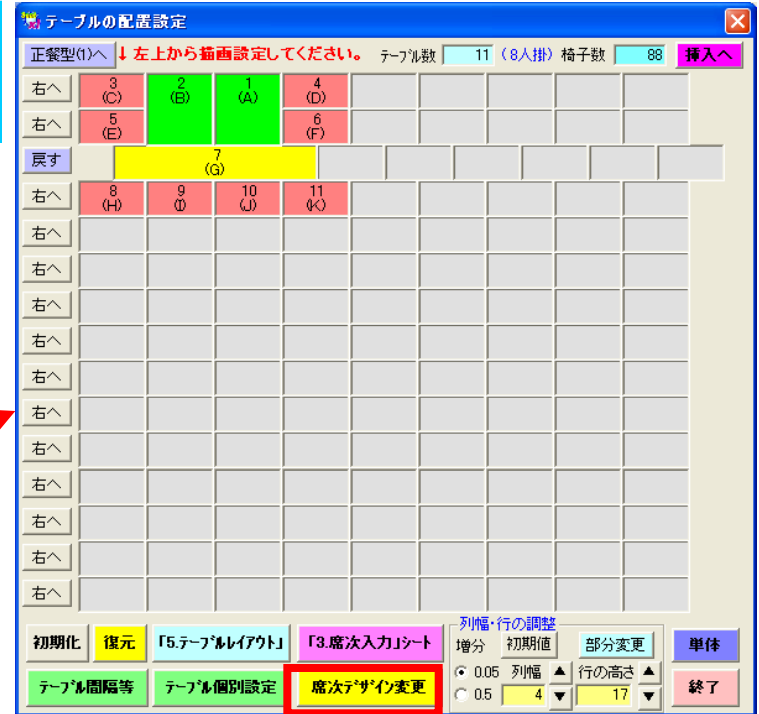 テーブルの配置設定
正餐型(1)へ ↓左上から描画設定してください。 テーブル数 11 (8人掛) 椅子数 88 挿入へ
右へ 3 2 1 4
(C) (B) (A) (D)
右へ 5 6
(E) (F)
戻す 7
(G)
右へ 8 9 10 11
(H) (I) (J) (K)
右へ
右へ
右へ
右へ
右へ
右へ
右へ
右へ
右へ
右へ
右へ
列幅・行の調整
初期化 復元 「5.テーブルレイアウト」 「3.席次入力」シート 増分 初期値 部分変更 単体
テーブル間隔等 テーブル個別設定 席次デザイン変更 0.05 列幅 ▲ 行の高さ ▲ 終了
0.5 4 ▼ 17 ▼